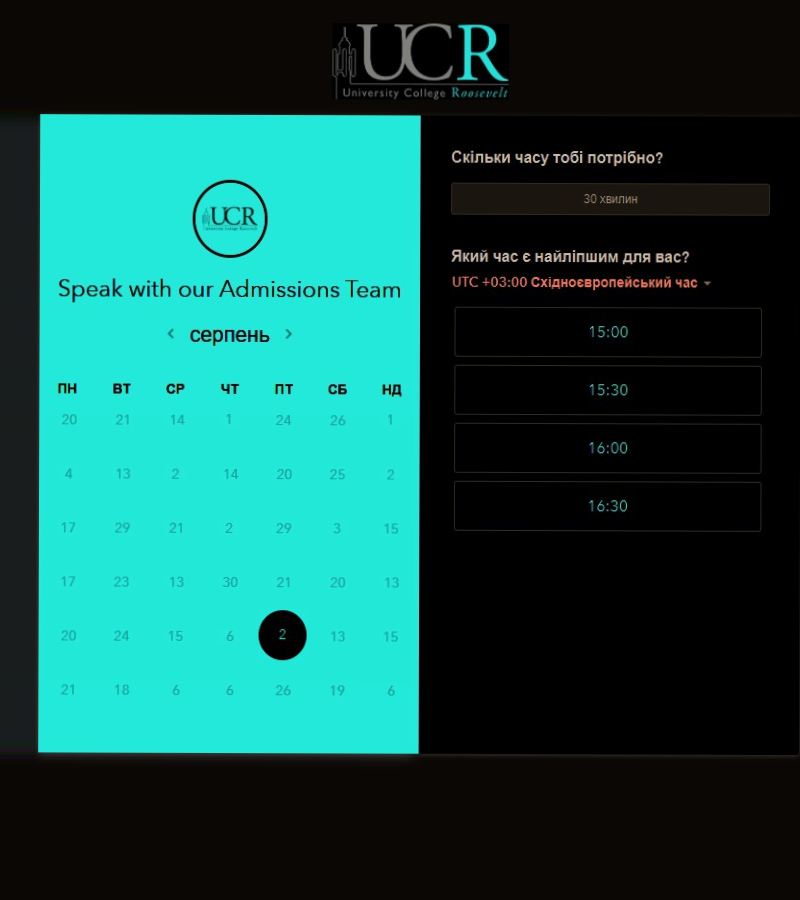 UCR
University College Roosevelt
UCR
University College Roosevelt
Speak with our Admissions Team
серпень
ПН ВТ СР ЧТ ПТ СБ НД
20 21 14 1 24 26 1
4 13 2 14 20 25 2
17 29 21 2 29 3 15
17 23 13 30 21 20 13
20 24 15 6 2 13 15
21 18 6 6 26 19 6
Скільки часу тобі потрібно?
30 хвилин
Який час є найліпшим для вас?
UTC +03:00 Східноєвропейський час
15:00
15:30
16:00
16:30